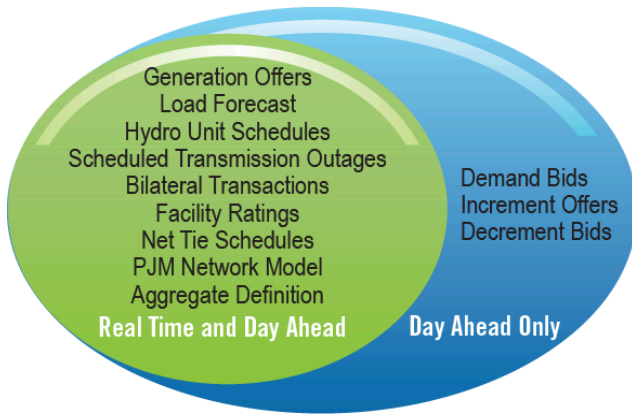 Generation Offers
Load Forecast
Hydro Unit Schedules
Scheduled Transmission Outages
Bilateral Transactions
Facility Ratings
Net Tie Schedules
PJM Network Model
Aggregate Definition
Real Time and Day Ahead
Demand Bids
Increment Offers
Decrement Bids
Day Ahead Only